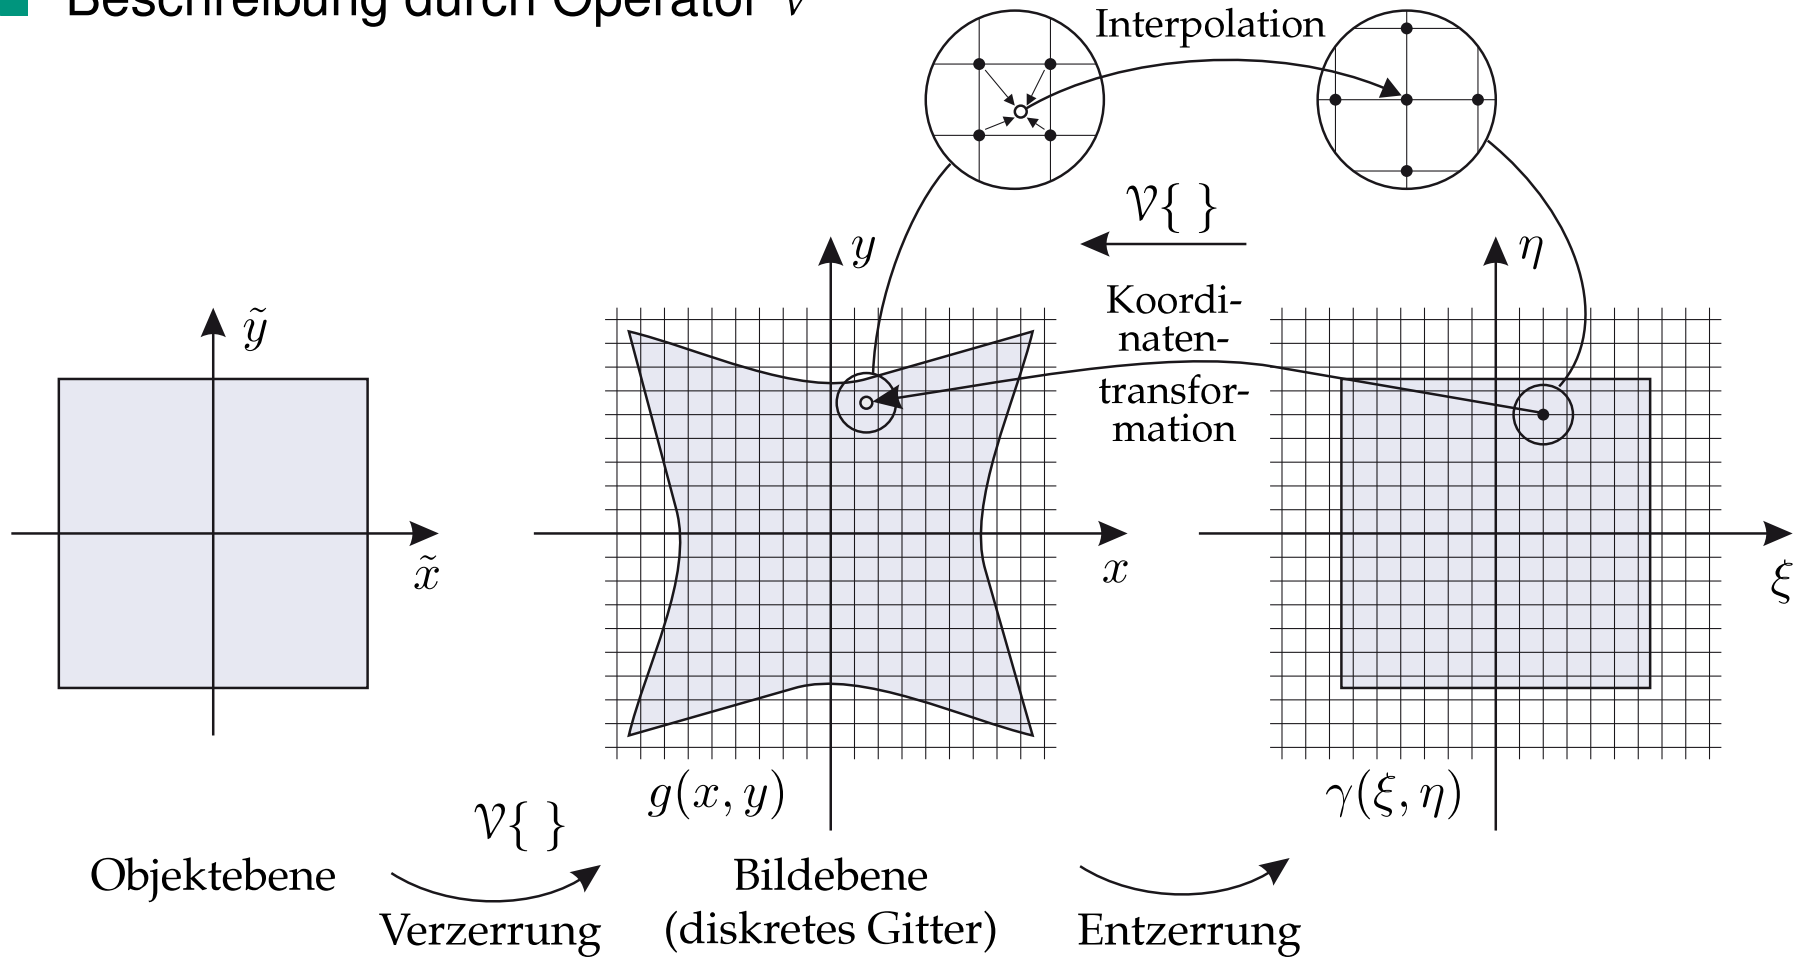 Beschreibung durch Operator 𝒱
Interpolation
𝒱{ }
y
η
Koordi-
naten-
transfor-
mation
ỹ
x̃
x
ξ
g(x, y)
γ(ξ, η)
𝒱{ }
Objektebene
Verzerrung
Bildebene
(diskretes Gitter)
Entzerrung